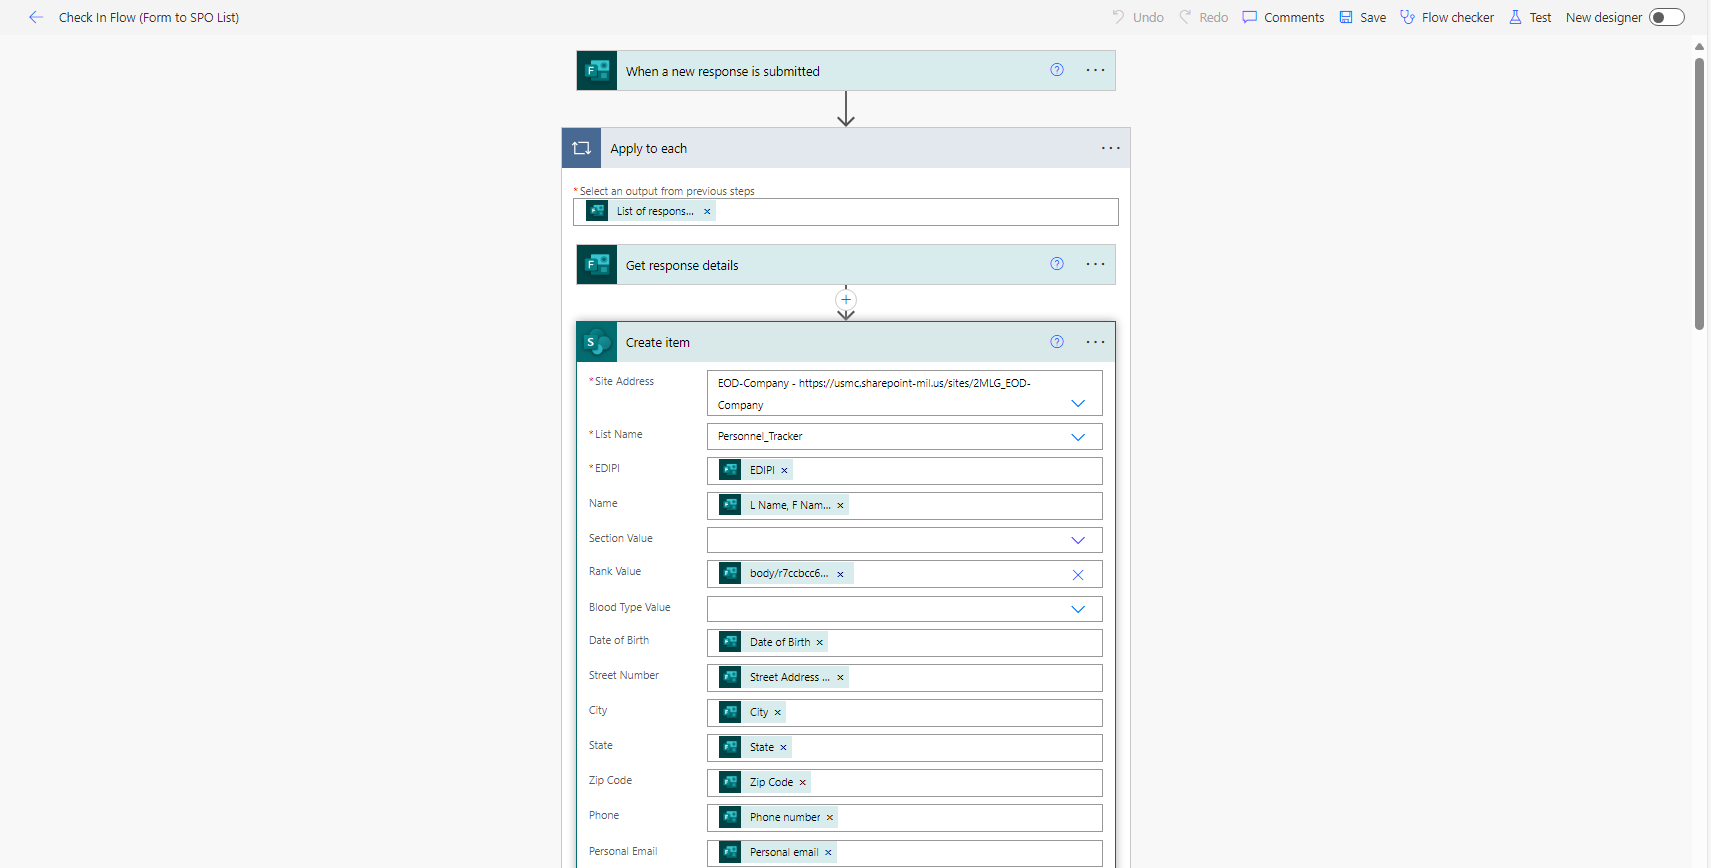 Check In Flow (Form to SPO List)
Undo
Redo
Comments
Save
Flow checker
Test
New designer
When a new response is submitted
Apply to each
* Select an output from previous steps
List of respons...
Get response details
Create item
* Site Address
EOD-Company - https://usmc.sharepoint-mil.us/sites/2MLG_EOD-
Company
* List Name
Personnel_Tracker
* EDIPI
EDIPI
Name
L Name, F Nam...
Section Value
Rank Value
body/r7ccbcc6...
Blood Type Value
Date of Birth
Date of Birth
Street Number
Street Address ...
City
City
State
State
Zip Code
Zip Code
Phone
Phone number
Personal Email
Personal email